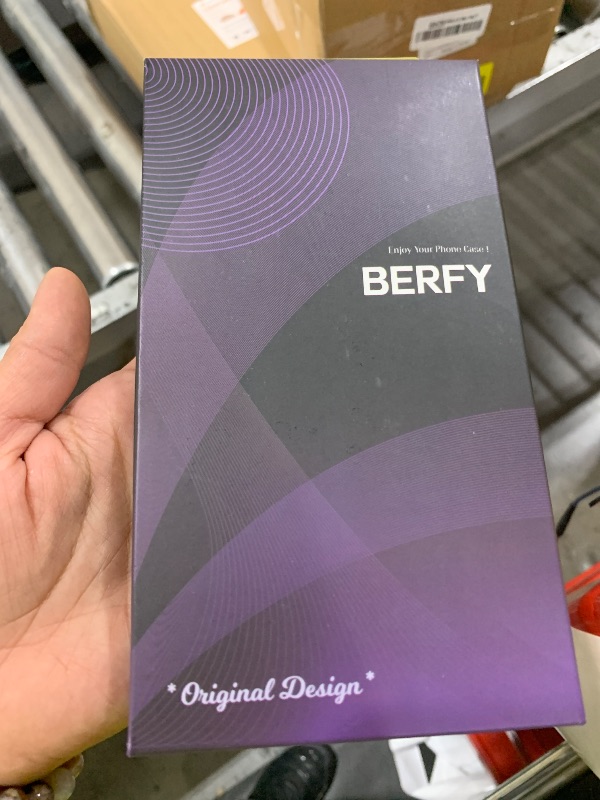 Enjoy Your Phone Case !
BERFY
*Original Design*